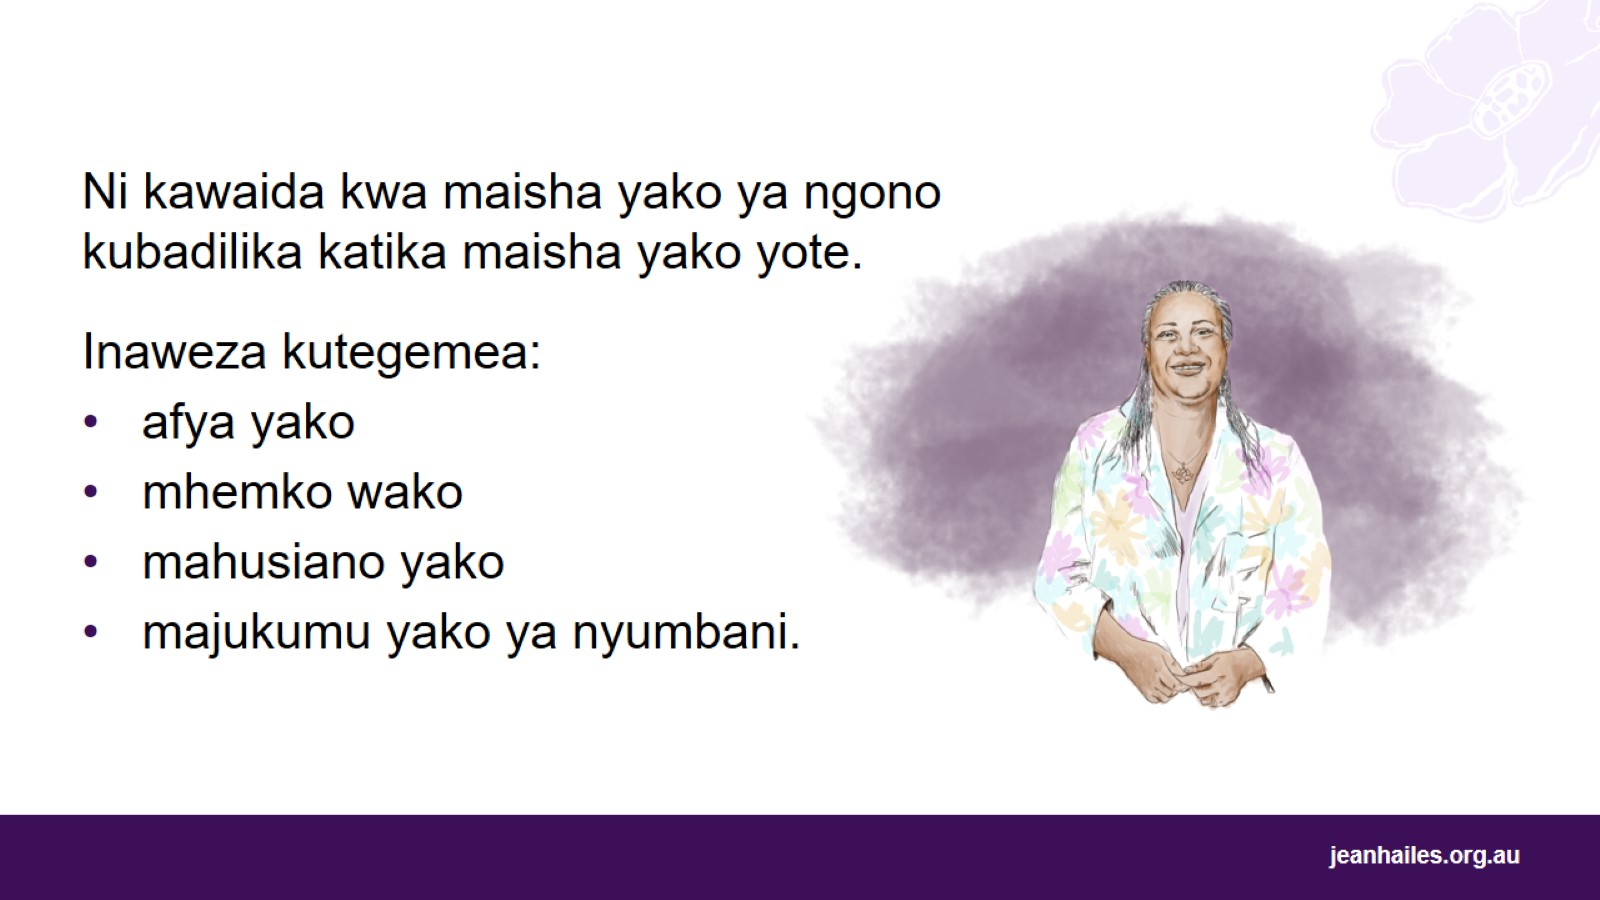 Ni kawaida kwa maisha yako ya ngono
kubadilika katika maisha yako yote.
Inaweza kutegemea:
• afya yako
• mhemko wako
• mahusiano yako
• majukumu yako ya nyumbani.
jeanhailes.org.au